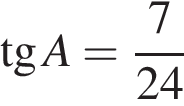 tg A = 7/24